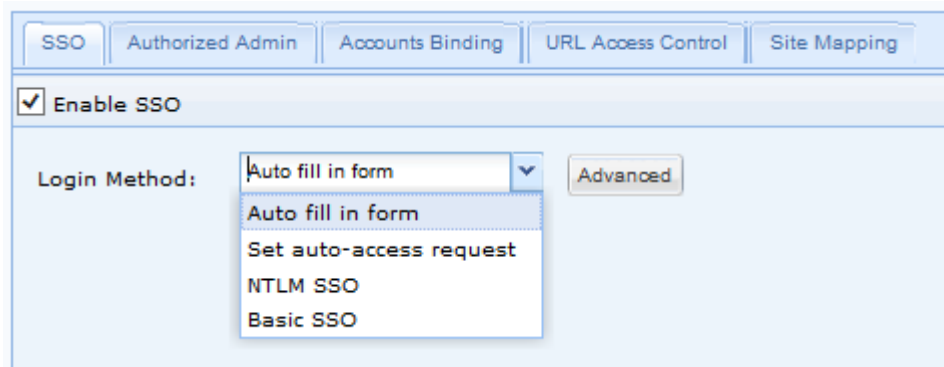 SSO Authorized Admin Accounts Binding URL Access Control Site Mapping
Enable SSO
Login Method: Auto fill in form Advanced
Auto fill in form
Set auto-access request
NTLM SSO
Basic SSO